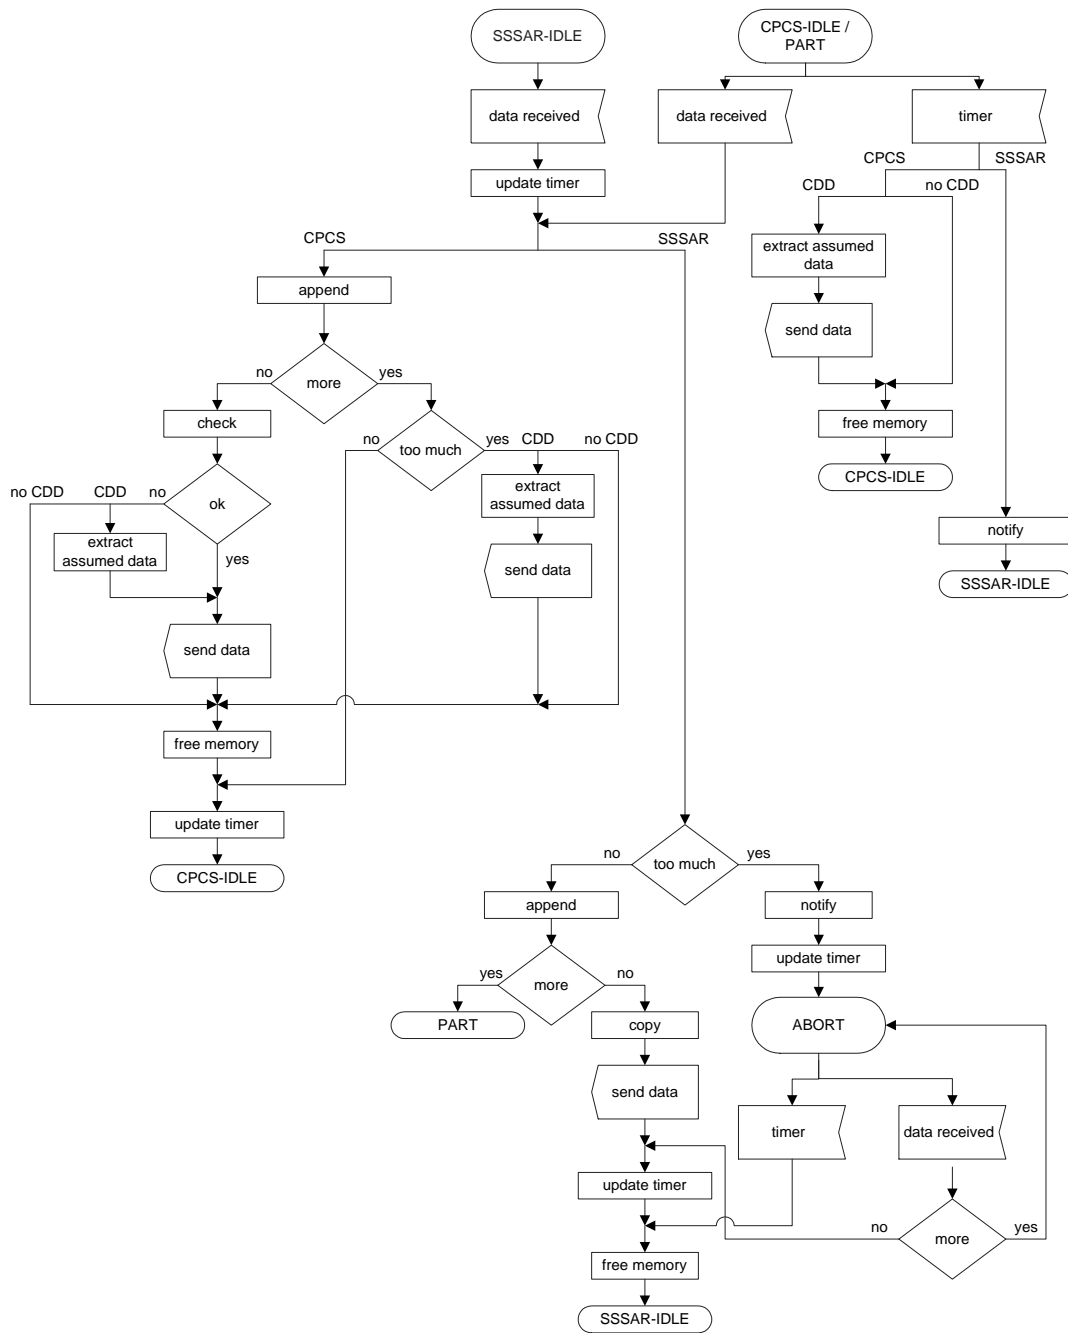 SSSAR-IDLE
CPCS-IDLE /
PART
data received
data received
timer
CPCS
SSSAR
update timer
CDD
no CDD
CPCS
SSSAR
extract assumed
data
append
send data
no
more
yes
check
no
too much
yes
CDD
no CDD
free memory
CPCS-IDLE
no CDD
CDD
no
ok
extract
assumed data
extract
assumed data
yes
notify
send data
SSSAR-IDLE
send data
free memory
update timer
CPCS-IDLE
no
too much
yes
append
notify
update timer
yes
more
no
PART
copy
ABORT
send data
timer
data received
update timer
no
more
yes
free memory
SSSAR-IDLE